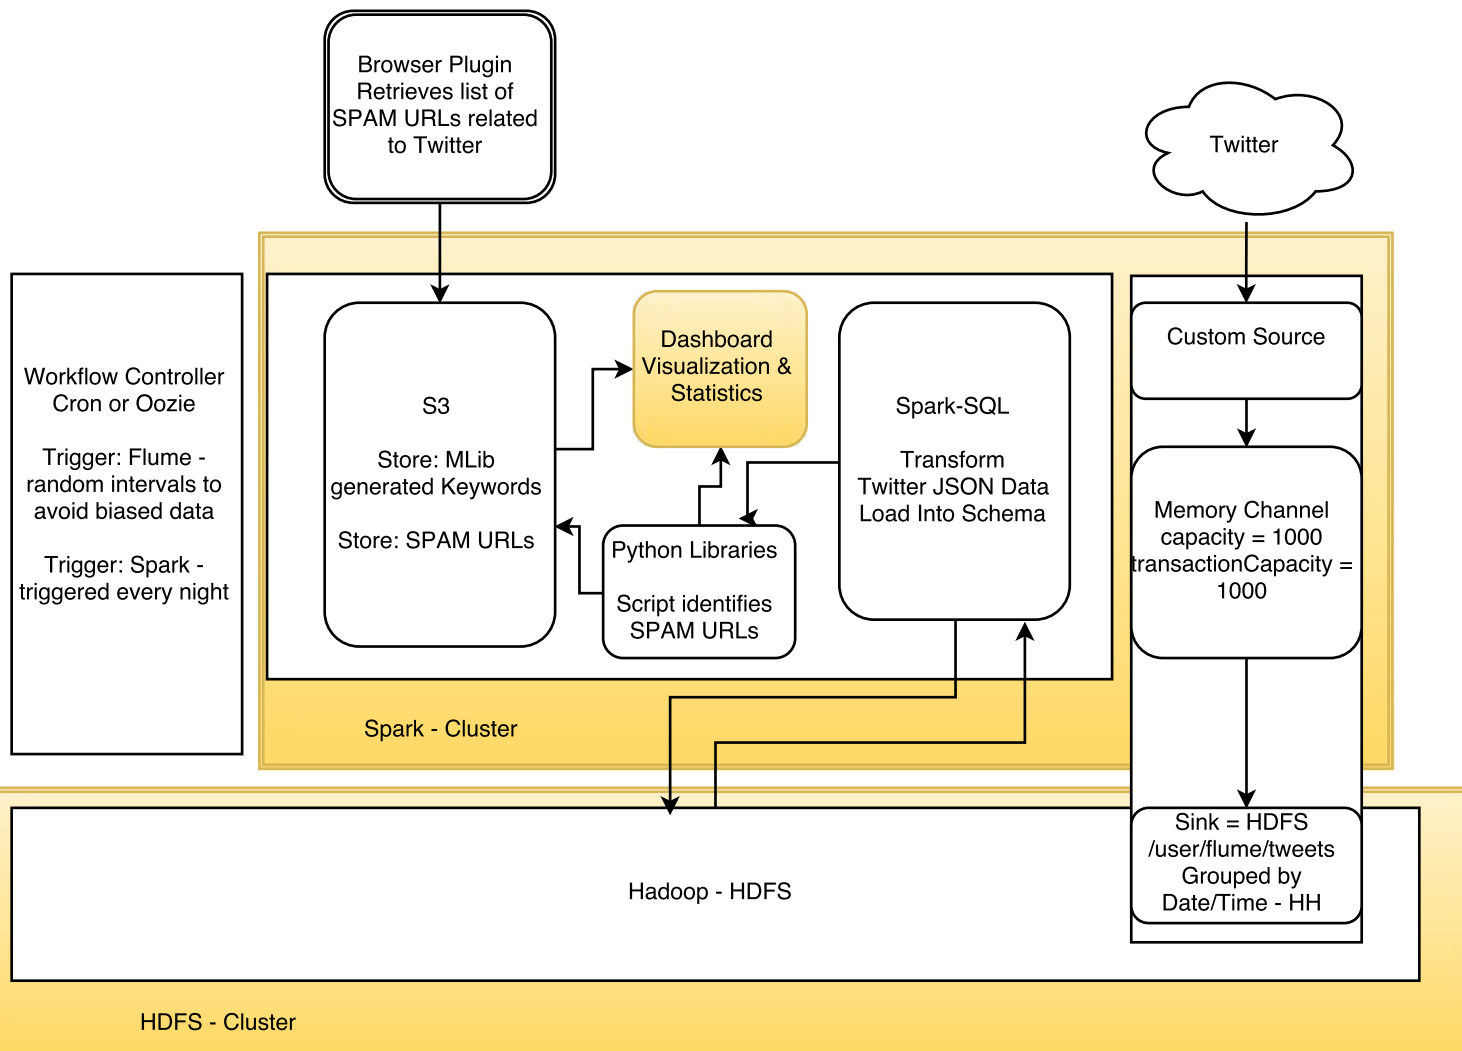 Browser Plugin
Retrieves list of
SPAM URLs related
to Twitter
Twitter
Workflow Controller
Cron or Oozie
Trigger: Flume -
random intervals to
avoid biased data
Trigger: Spark -
triggered every night
S3
Store: MLib
generated Keywords
Store: SPAM URLs
Dashboard
Visualization &
Statistics
Python Libraries
Script identifies
SPAM URLs
Spark-SQL
Transform
Twitter JSON Data
Load Into Schema
Custom Source
Memory Channel
capacity = 1000
transactionCapacity =
1000
Spark - Cluster
Sink = HDFS
/user/flume/tweets
Grouped by
Date/Time - HH
Hadoop - HDFS
HDFS - Cluster